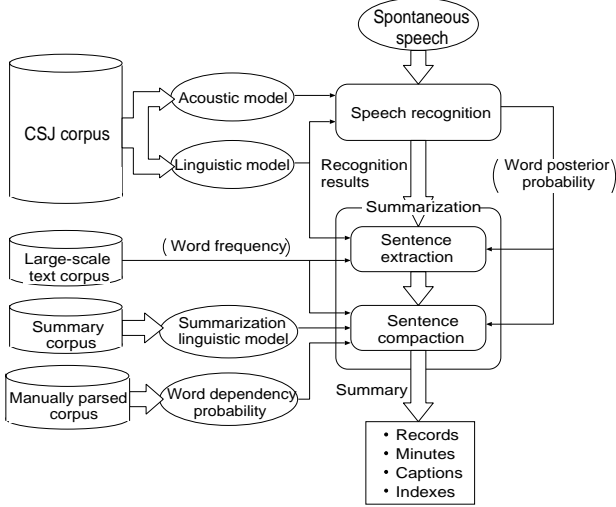 Spontaneous
speech
CSJ corpus
Acoustic model
Speech recognition
Linguistic model
Recognition
results
(Word posterior
probability)
Summarization
Large-scale
text corpus
(Word frequency)
Sentence
extraction
Summary
corpus
Summarization
linguistic model
Sentence
compaction
Manually parsed
corpus
Word dependency
probability
Summary
・Records
・Minutes
・Captions
・Indexes